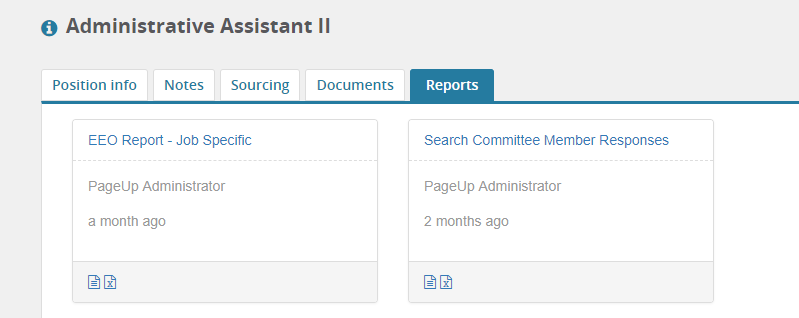 Administrative Assistant II
Position info Notes Sourcing Documents Reports
EEO Report - Job Specific
PageUp Administrator
a month ago
Search Committee Member Responses
PageUp Administrator
2 months ago